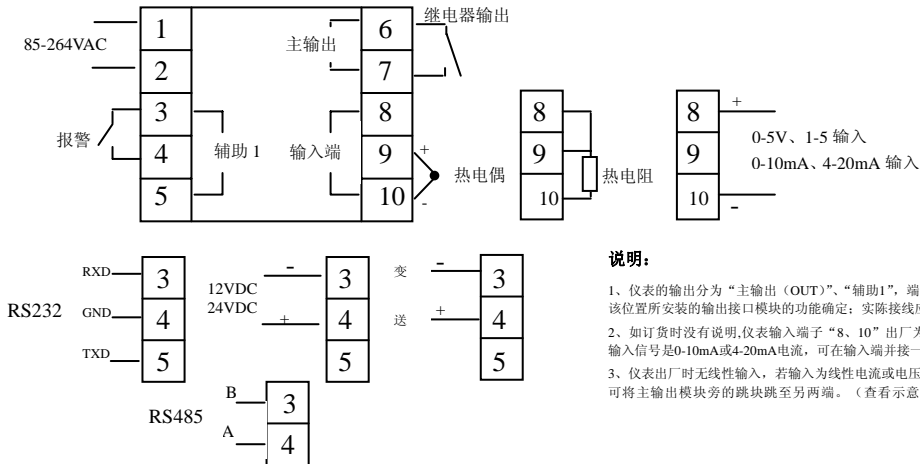 继电器输出
85-264VAC
1
2
3
4
5
主输出
6
7
8
9
10
报警
辅助 1
输入端
+
-
热电偶
8
9
10
热电阻
8
9
10
+
-
0-5V、1-5 输入
0-10mA、4-20mA 输入
RS232
RXD
GND
TXD
3
4
5
12VDC
24VDC
-
+
3
4
5
变
送
-
+
3
4
5
RS485
B
A
3
4
说明:
1、仪表的输出分为“主输出（OUT）”、“辅助1”，端
该位置所安装的输出接口模块的功能确定；实际接线应
2、如订货时没有说明,仪表输入端子“8、10”出厂为
输入信号是0-10mA或4-20mA电流，可在输入端并接一
3、仪表出厂时无线性输入，若输入为线性电流或电压
可将主输出模块旁的跳块跳至另两端。（查看示意